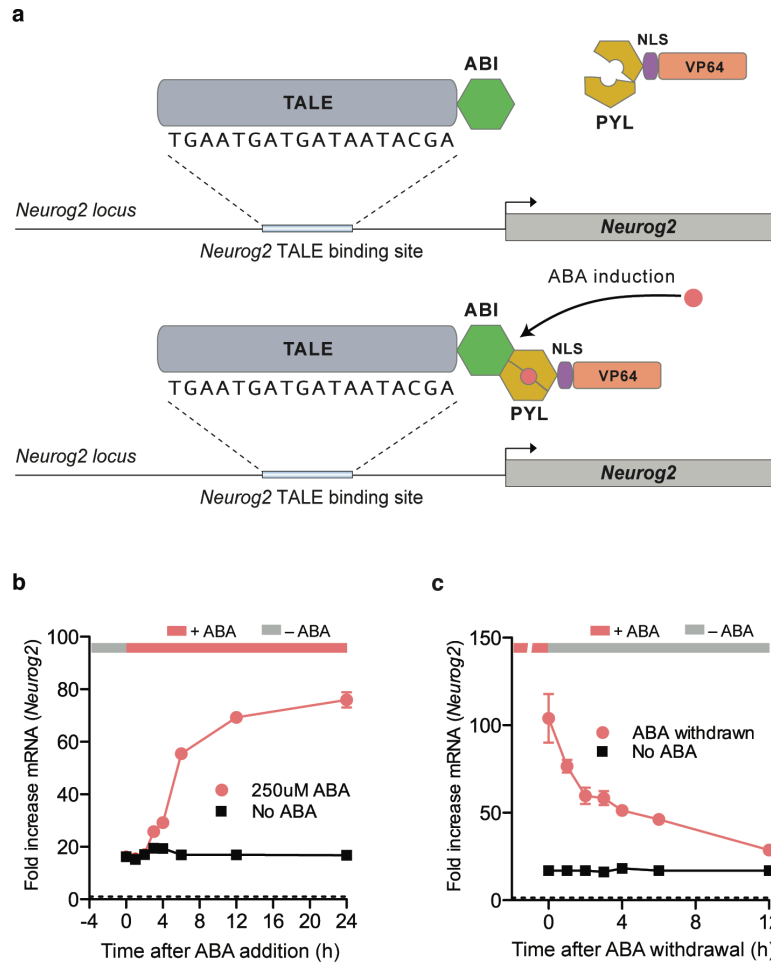 a
ABI
NLS
TALE
VP64
PYL
TGAATGATGATAATACGA
Neurog2 locus
Neurog2
Neurog2 TALE binding site
ABA induction
ABI
NLS
TALE
VP64
PYL
TGAATGATGATAATACGA
Neurog2 locus
Neurog2
Neurog2 TALE binding site
b
+ ABA – ABA
Fold increase mRNA (Neurog2)
100
80
60
40
20
0
250uM ABA
No ABA
-4 0 4 8 12 16 20 24
Time after ABA addition (h)
c
+ ABA – ABA
Fold increase mRNA (Neurog2)
150
100
50
0
ABA withdrawn
No ABA
0 4 8 12
Time after ABA withdrawal (h)